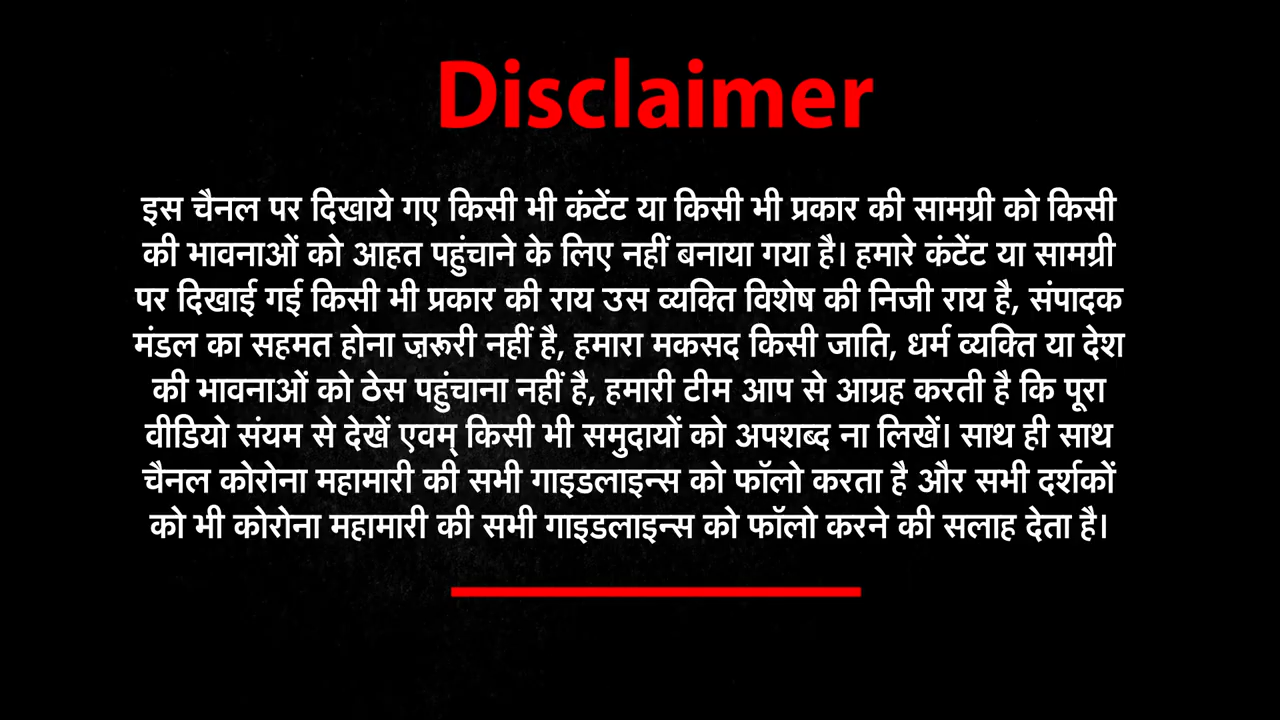 Disclaimer
इस चैनल पर दिखाये गए किसी भी कंटेंट या किसी भी प्रकार की सामग्री को किसी
की भावनाओं को आहत पहुंचाने के लिए नहीं बनाया गया है। हमारे कंटेंट या सामग्री
पर दिखाई गई किसी भी प्रकार की राय उस व्यक्ति विशेष की निजी राय है, संपादक
मंडल का सहमत होना ज़रूरी नहीं है, हमारा मकसद किसी जाति, धर्म व्यक्ति या देश
की भावनाओं को ठेस पहुंचाना नहीं है, हमारी टीम आप से आग्रह करती है कि पूरा
वीडियो संयम से देखें एवम् किसी भी समुदायों को अपशब्द ना लिखें। साथ ही साथ
चैनल कोरोना महामारी की सभी गाइडलाइन्स को फॉलो करता है और सभी दर्शकों
को भी कोरोना महामारी की सभी गाइडलाइन्स को फॉलो करने की सलाह देता है।